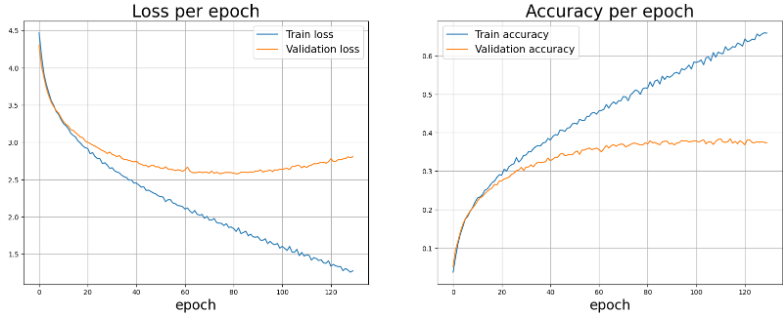 Loss per epoch
4.5
4.0
3.5
3.0
2.5
2.0
1.5
Train loss
Validation loss
0 20 40 60 80 100 120
epoch
Accuracy per epoch
0.6
0.5
0.4
0.3
0.2
0.1
Train accuracy
Validation accuracy
0 20 40 60 80 100 120
epoch